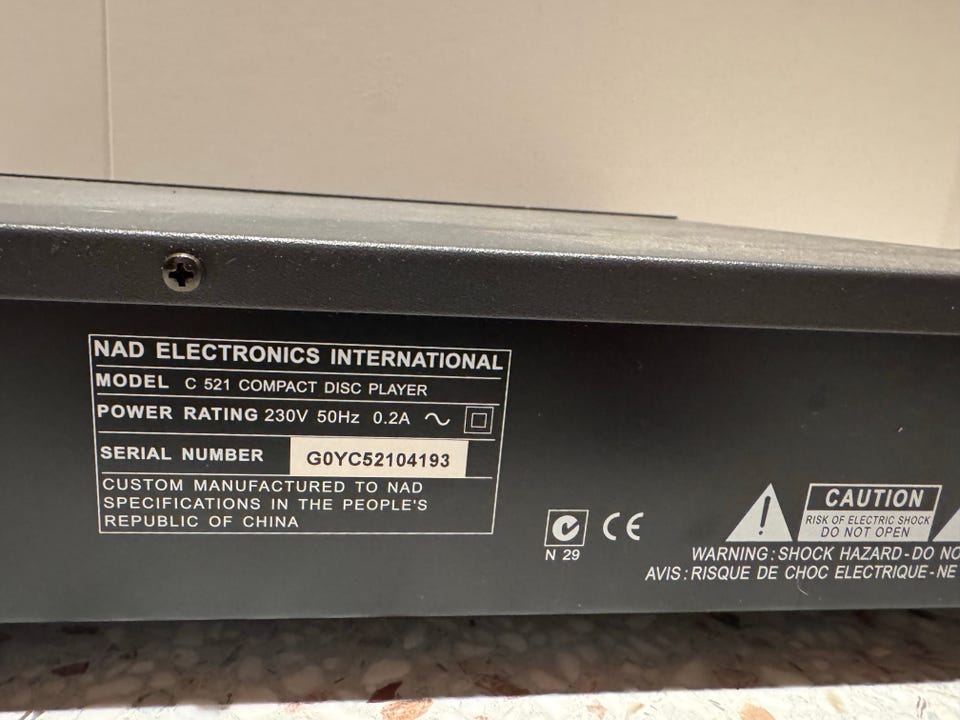 NAD ELECTRONICS INTERNATIONAL
MODEL C 521 COMPACT DISC PLAYER
POWER RATING 230V 50Hz 0.2A
SERIAL NUMBER G0YC52104193
CUSTOM MANUFACTURED TO NAD
SPECIFICATIONS IN THE PEOPLE'S
REPUBLIC OF CHINA
N 29
CE
CAUTION
RISK OF ELECTRIC SHOCK
DO NOT OPEN
WARNING: SHOCK HAZARD-DO
AVIS: RISQUE DE CHOC ELECTRIQUE-NE